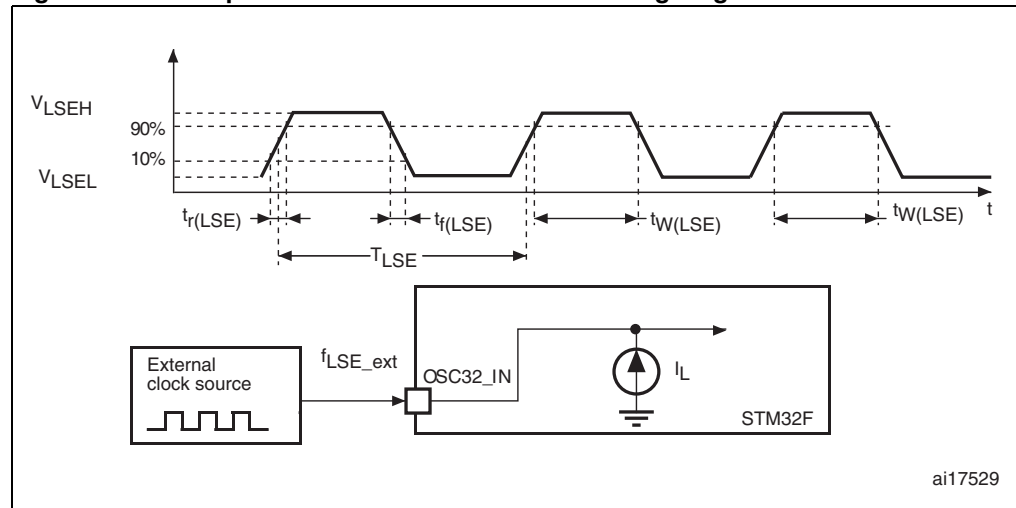 VLSEH
90%
10%
VLSEL
tr(LSE)
tf(LSE)
tW(LSE)
tW(LSE)
t
TLSE
External
clock source
fLSE_ext
OSC32_IN
IL
STM32F
ai17529